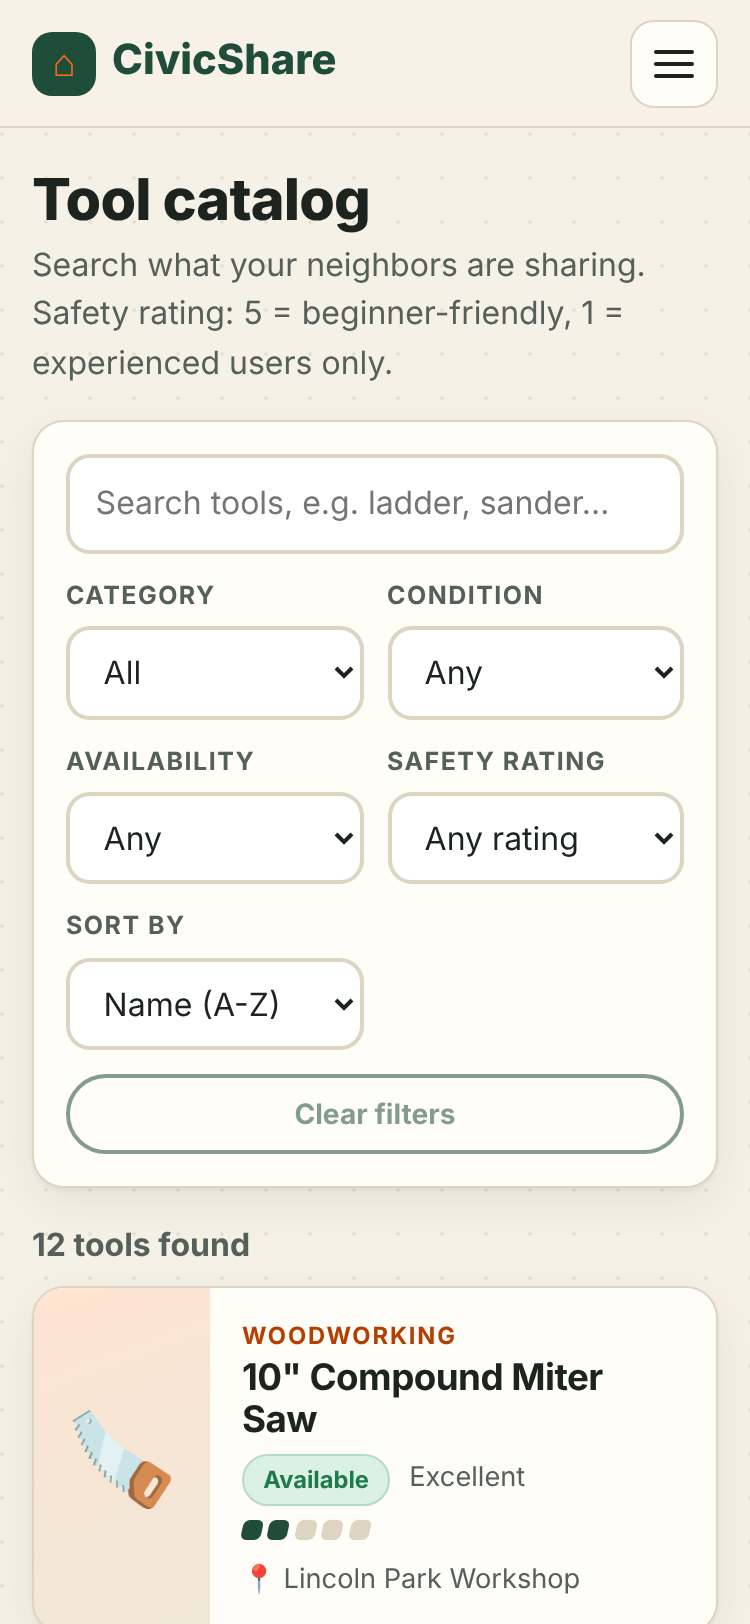 CivicShare
Tool catalog
Search what your neighbors are sharing.
Safety rating: 5 = beginner-friendly, 1 =
experienced users only.
Search tools, e.g. ladder, sander...
CATEGORY
CONDITION
All
Any
AVAILABILITY
SAFETY RATING
Any
Any rating
SORT BY
Name (A-Z)
Clear filters
12 tools found
WOODWORKING
10" Compound Miter
Saw
Available
Excellent
Lincoln Park Workshop